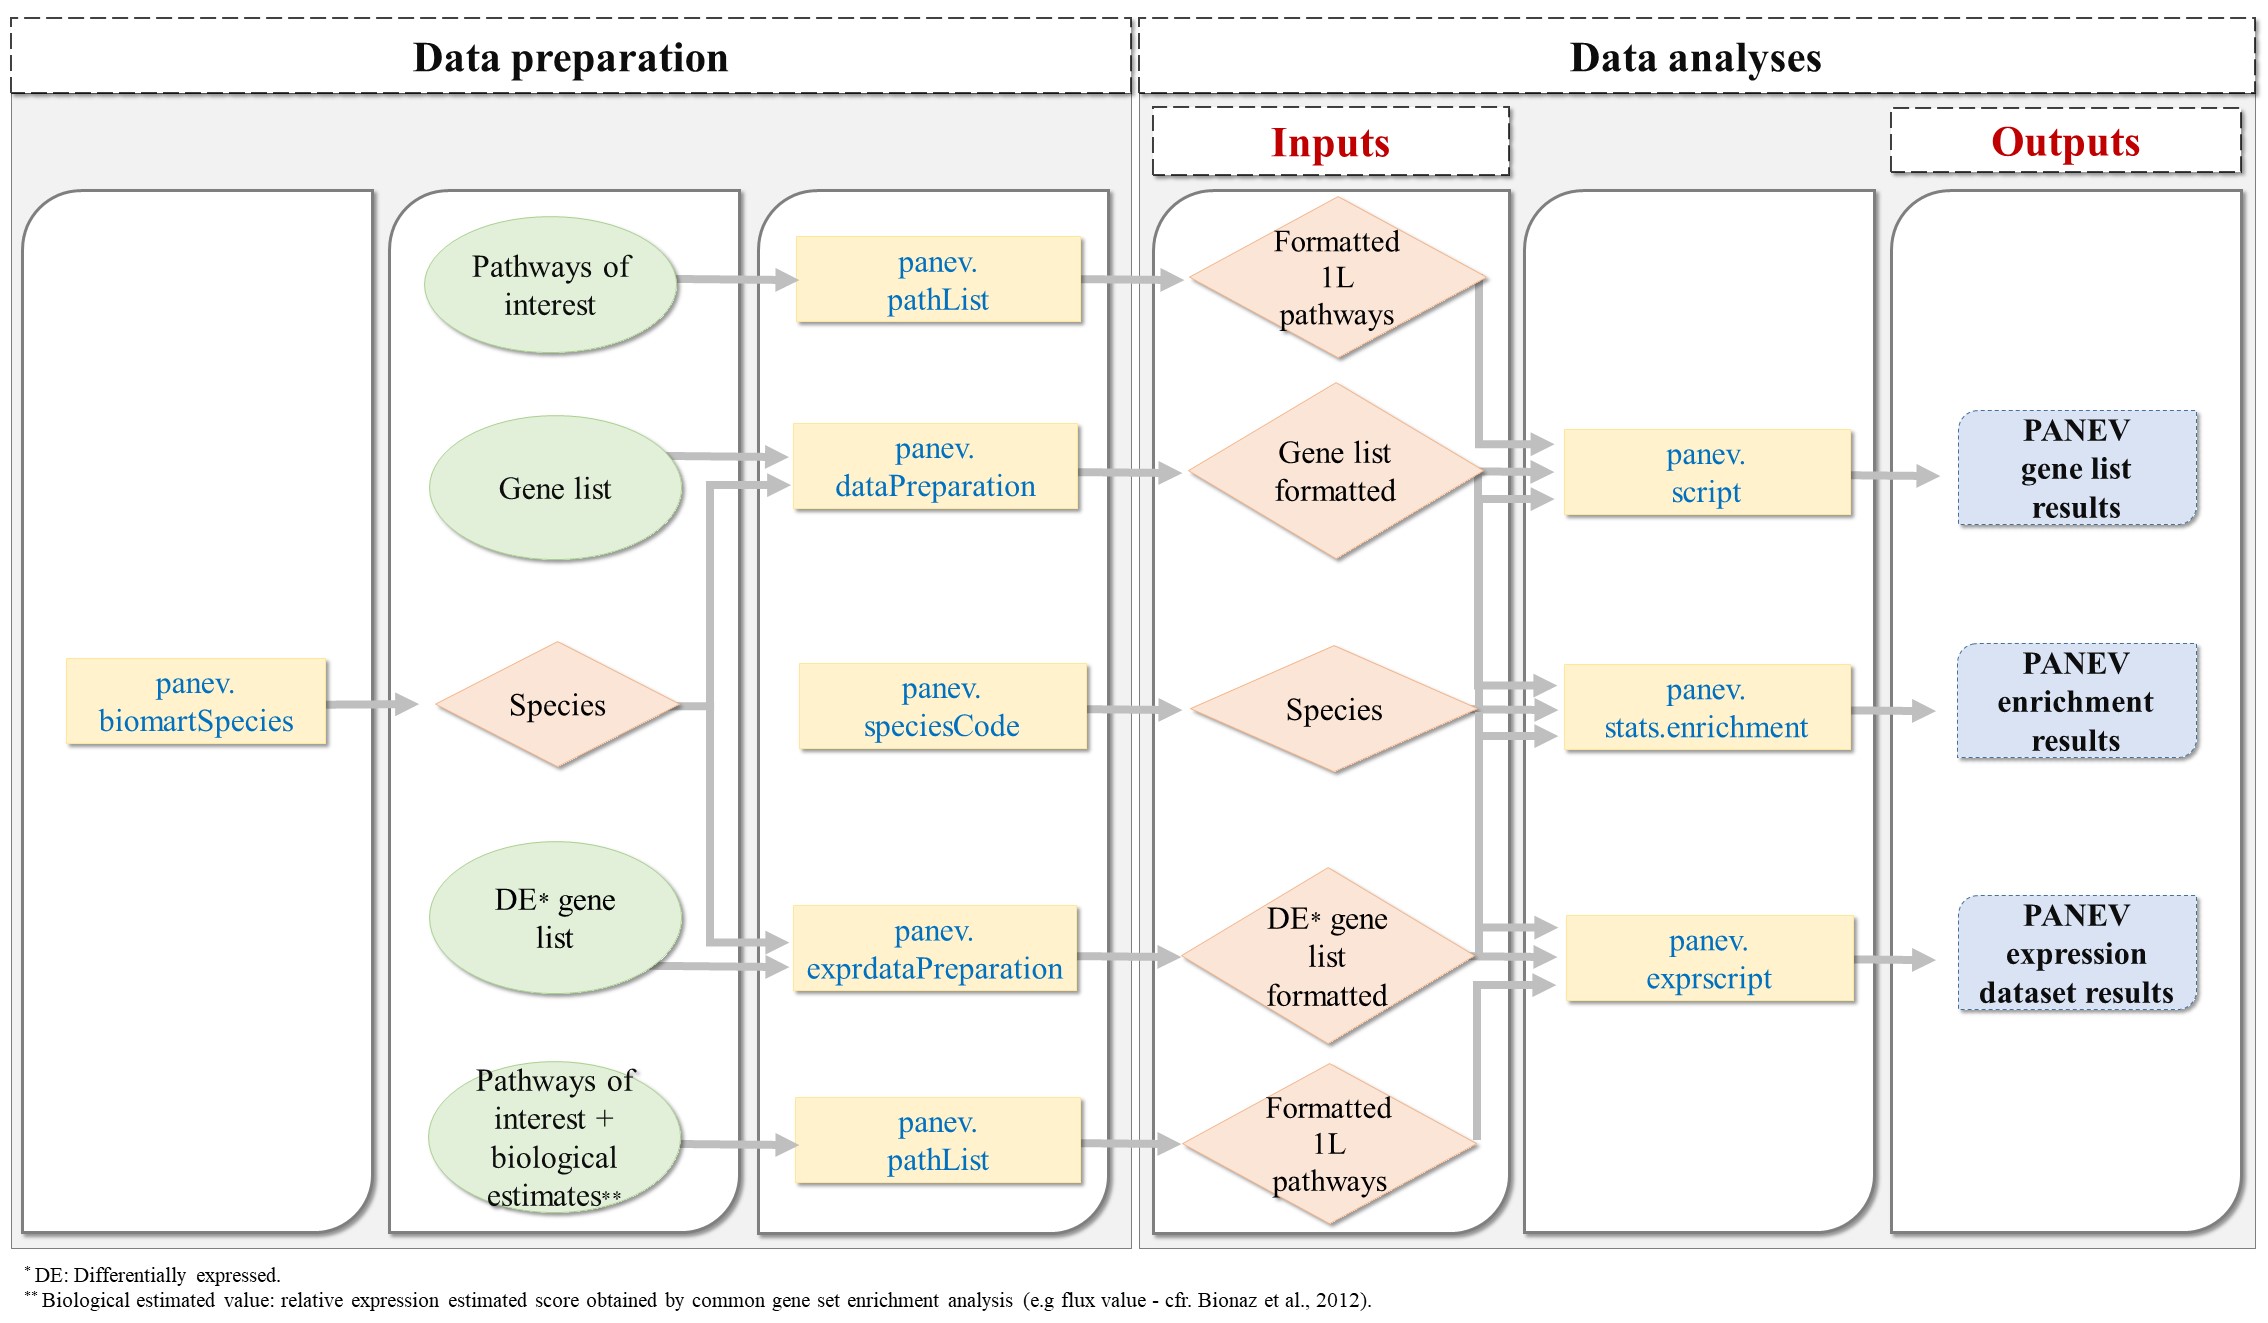 Data preparation
Data analyses
Inputs
Outputs
panev.
biomartSpecies
Pathways of
interest
Gene list
Species
DE* gene
list
Pathways of
interest +
biological
estimates**
panev.
pathList
panev.
dataPreparation
panev.
speciesCode
panev.
exprdataPreparation
panev.
pathList
Formatted
1L
pathways
Gene list
formatted
Species
DE* gene
list
formatted
Formatted
1L
pathways
panev.
script
panev.
stats.enrichment
panev.
exprscript
PANEV
gene list
results
PANEV
enrichment
results
PANEV
expression
dataset results
* DE: Differentially expressed.
** Biological estimated value: relative expression estimated score obtained by common gene set enrichment analysis (e.g flux value - cfr. Bionaz et al., 2012).